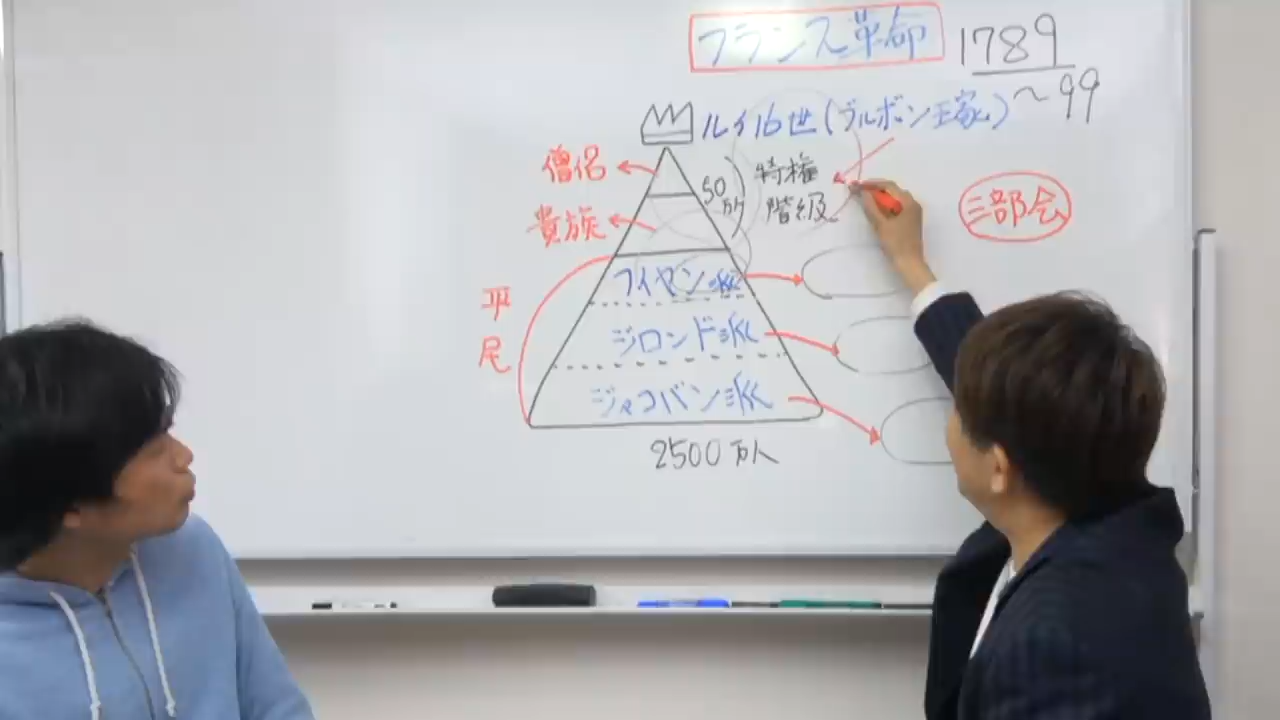 フランス革命 1789
~99
ルイ16世(ブルボン王家)
僧侶
50万
特権
階級
貴族
平民
フイヤン派
ジロンド派
ジャコバン派
2500万人
三部会